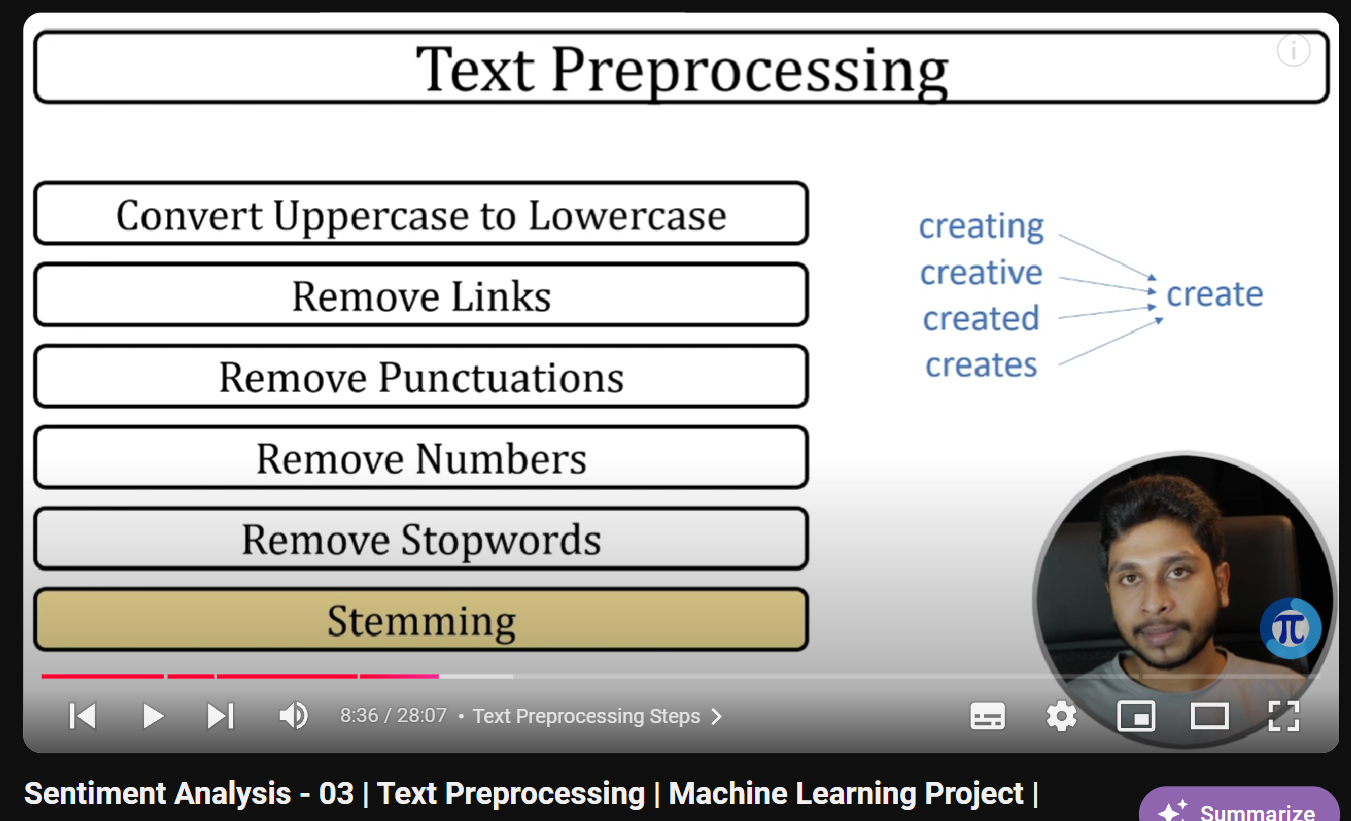 Text Preprocessing
Convert Uppercase to Lowercase
Remove Links
Remove Punctuations
Remove Numbers
Remove Stopwords
Stemming
creating
creative
created
creates
create
π
8:36 / 28:07 • Text Preprocessing Steps >
Sentiment Analysis - 03 | Text Preprocessing | Machine Learning Project |
Summarize